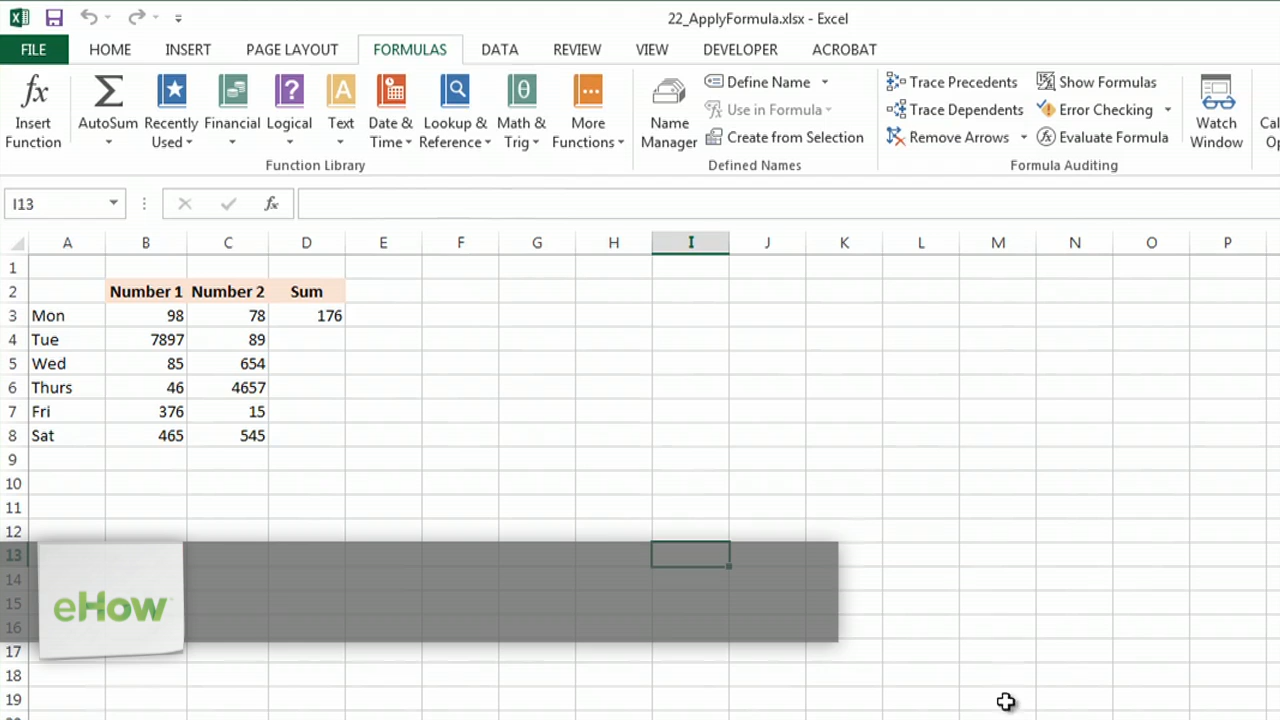 22_ApplyFormula.xlsx - Excel
FILE HOME INSERT PAGE LAYOUT FORMULAS DATA REVIEW VIEW DEVELOPER ACROBAT
fx Σ ? A θ
Insert Function
AutoSum
Recently Used
Financial
Logical
Text
Date & Time
Lookup & Reference
Math & Trig
More Functions
Function Library
Name Manager
Define Name
Use in Formula
Create from Selection
Defined Names
Trace Precedents
Trace Dependents
Remove Arrows
Show Formulas
Error Checking
Evaluate Formula
Formula Auditing
Watch Window
I13 fx
A B C D E F G H I J K L M N O P
1
2 Number 1 Number 2 Sum
3 Mon 98 78 176
4 Tue 7897 89
5 Wed 85 654
6 Thurs 46 4657
7 Fri 376 15
8 Sat 465 545
9
10
11
12
13
14
15
16
17
18
19
eHow